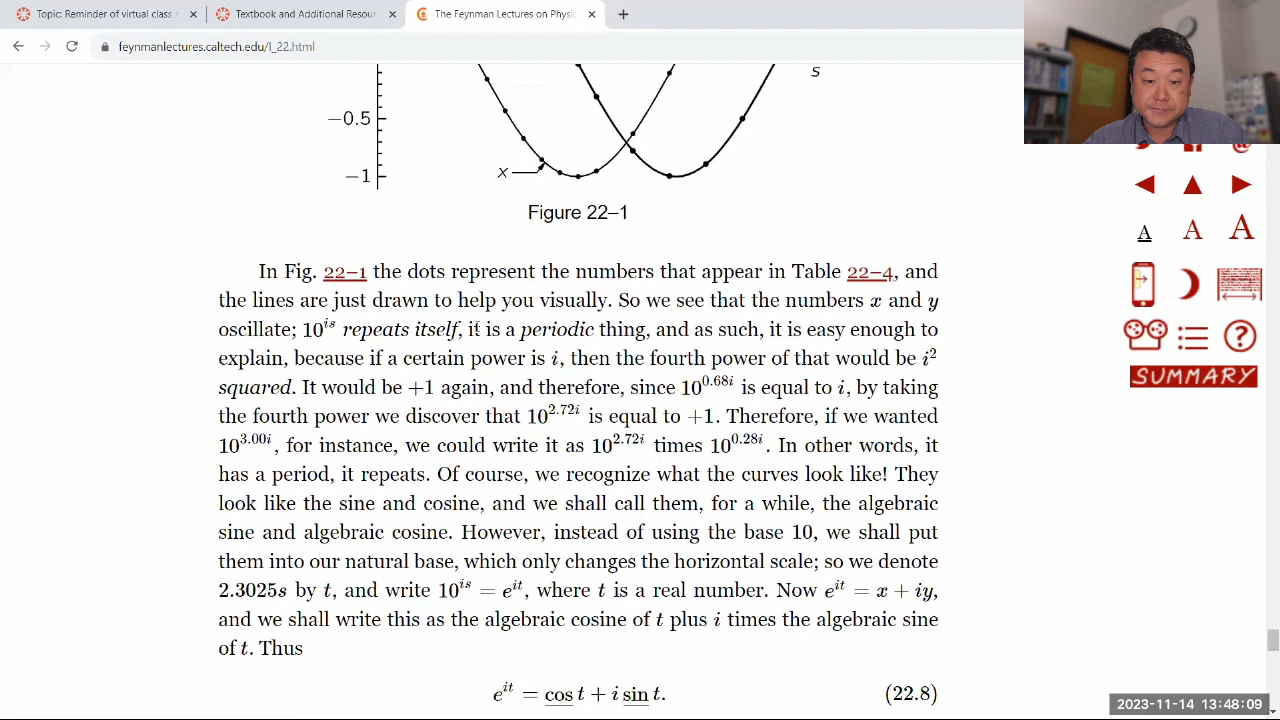 Topic: Reminder of virtual class
Textbook and Additional Resour
The Feynman Lectures on Physic
feynmanlectures.caltech.edu/I_22.html
s
−0.5
x
−1
Figure 22–1
In Fig. 22–1 the dots represent the numbers that appear in Table 22–4, and
the lines are just drawn to help you visually. So we see that the numbers x and y
oscillate; 10^{is} repeats itself, it is a periodic thing, and as such, it is easy enough to
explain, because if a certain power is i, then the fourth power of that would be i²
squared. It would be +1 again, and therefore, since 10^{0.68i} is equal to i, by taking
the fourth power we discover that 10^{2.72i} is equal to +1. Therefore, if we wanted
10^{3.00i}, for instance, we could write it as 10^{2.72i} times 10^{0.28i}. In other words, it
has a period, it repeats. Of course, we recognize what the curves look like! They
look like the sine and cosine, and we shall call them, for a while, the algebraic
sine and algebraic cosine. However, instead of using the base 10, we shall put
them into our natural base, which only changes the horizontal scale; so we denote
2.3025s by t, and write 10^{is} = e^{it}, where t is a real number. Now e^{it} = x + iy,
and we shall write this as the algebraic cosine of t plus i times the algebraic sine
of t. Thus
e^{it} = cos t + i sin t. (22.8)
A A A
SUMMARY
2023-11-14 13:48:09